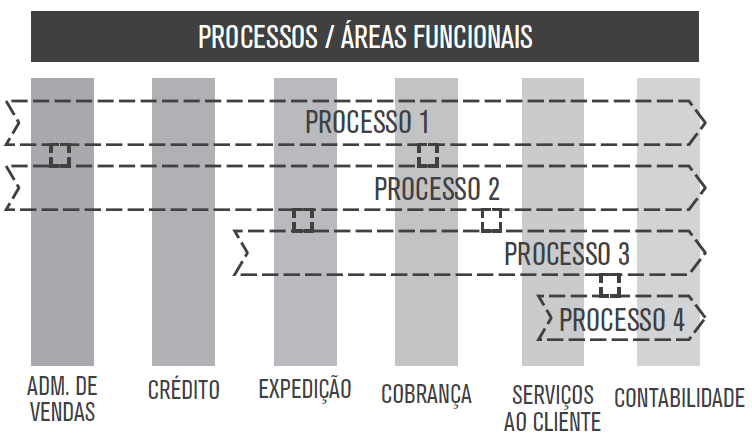 PROCESSOS / ÁREAS FUNCIONAIS
PROCESSO 1
PROCESSO 2
PROCESSO 3
PROCESSO 4
ADM. DE
VENDAS
CRÉDITO
EXPEDIÇÃO
COBRANÇA
SERVIÇOS
AO CLIENTE
CONTABILIDADE